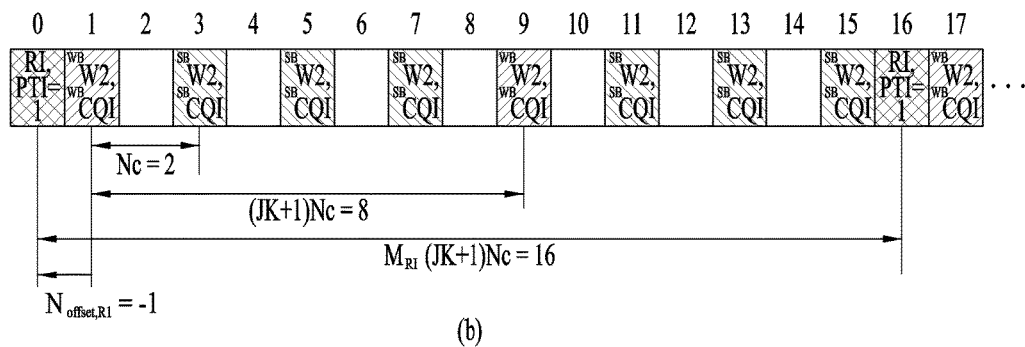 0 1 2 3 4 5 6 7 8 9 10 11 12 13 14 15 16 17
RI, PTI= 1
WB W2, WB CQI
SB W2, SB CQI
SB W2, SB CQI
SB W2, SB CQI
WB W2, WB CQI
SB W2, SB CQI
SB W2, SB CQI
SB W2, SB CQI
RI, PTI= 1
WB W2, WB CQI
...
Nc = 2
(JK+1)Nc = 8
MRI (JK+1)Nc = 16
Noffset,R1 = -1
(b)